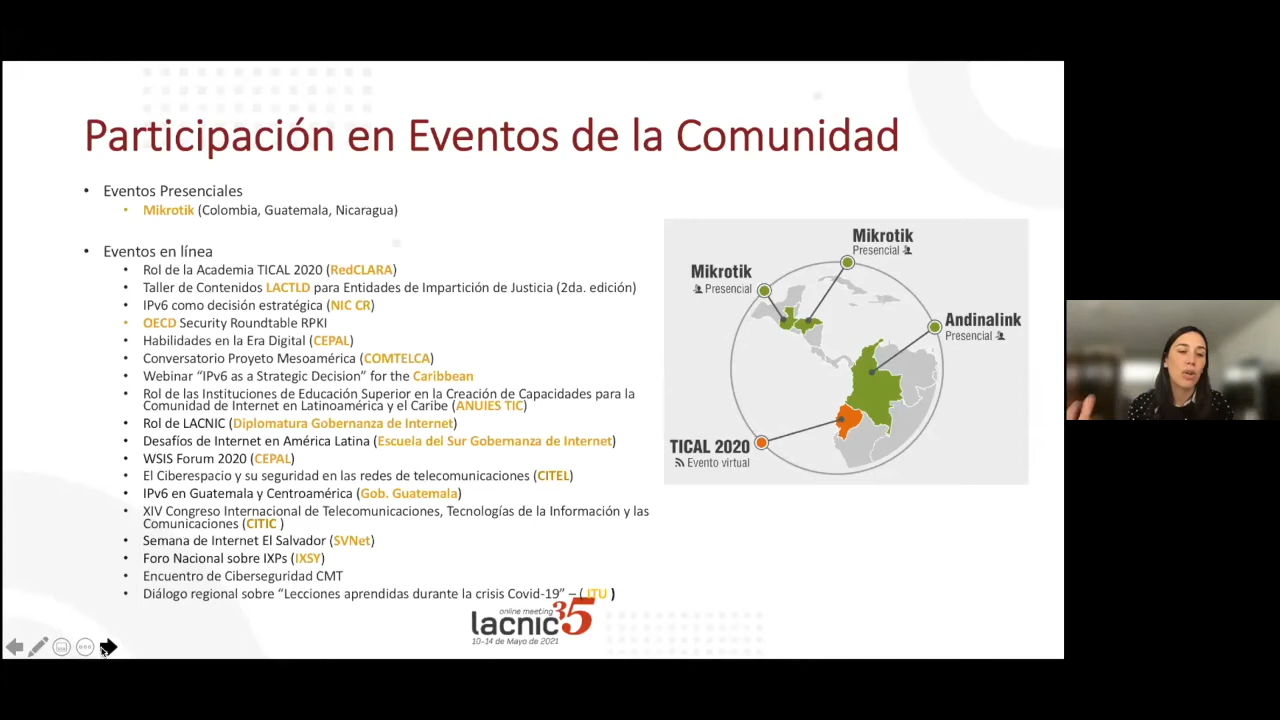 Participación en Eventos de la Comunidad
• Eventos Presenciales
• Mikrotik (Colombia, Guatemala, Nicaragua)
• Eventos en línea
• Rol de la Academia TICAL 2020 (RedCLARA)
• Taller de Contenidos LACTLD para Entidades de Impartición de Justicia (2da. edición)
• IPv6 como decisión estratégica (NIC CR)
• OECD Security Roundtable RPKI
• Habilidades en la Era Digital (CEPAL)
• Conversatorio Proyeto Mesoamérica (COMTELCA)
• Webinar “IPv6 as a Strategic Decision” for the Caribbean
• Rol de las Instituciones de Educación Superior en la Creación de Capacidades para la
Comunidad de Internet en Latinoamérica y el Caribe (ANUIES TIC)
• Rol de LACNIC (Diplomatura Gobernanza de Internet)
• Desafíos de Internet en América Latina (Escuela del Sur Gobernanza de Internet)
• WSIS Forum 2020 (CEPAL)
• El Ciberespacio y su seguridad en las redes de telecomunicaciones (CITEL)
• IPv6 en Guatemala y Centroamérica (Gob. Guatemala)
• XIV Congreso Internacional de Telecomunicaciones, Tecnologías de la Información y las
Comunicaciones (CITIC )
• Semana de Internet El Salvador (SVNet)
• Foro Nacional sobre IXPs (IXSY)
• Encuentro de Ciberseguridad CMT
• Diálogo regional sobre “Lecciones aprendidas durante la crisis Covid-19” – ( ITU )
Mikrotik
Presencial
Mikrotik
Presencial
Andinalink
Presencial
TICAL 2020
Evento virtual
online meeting
lacnic35
10-14 de Mayo de 2021